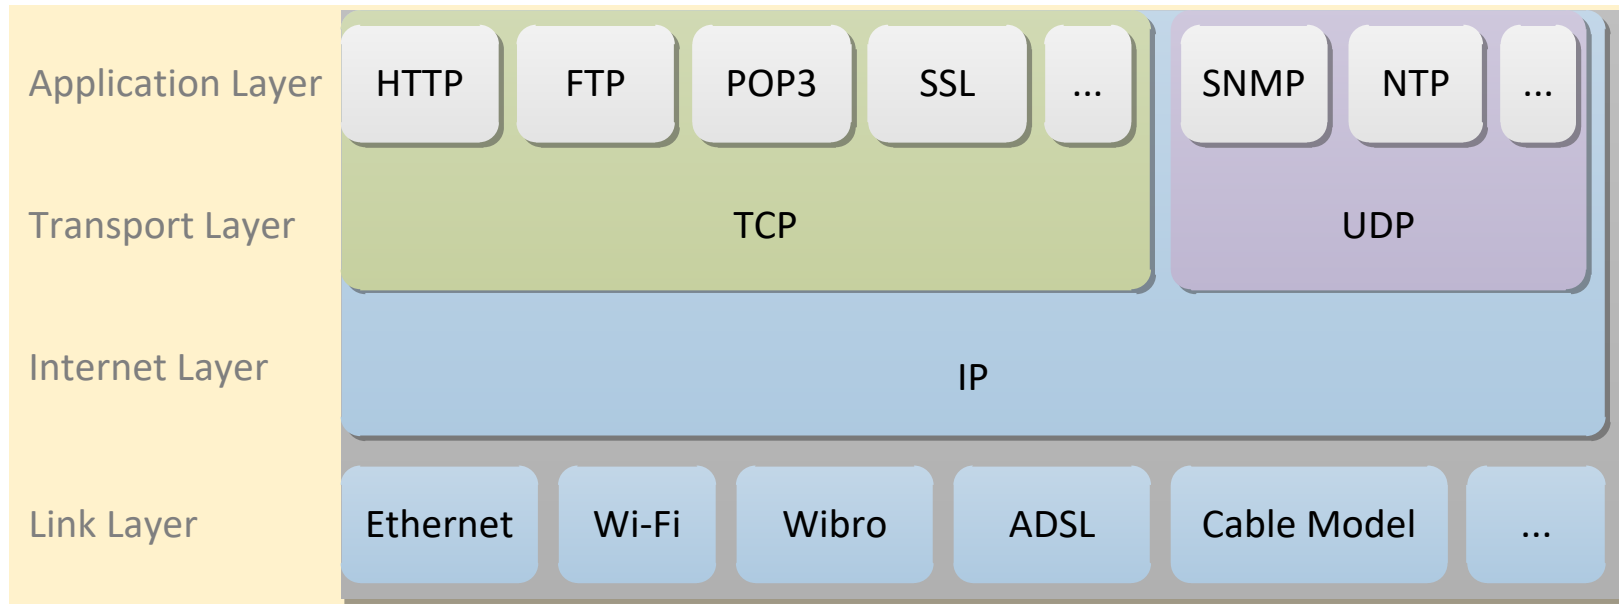 Application Layer HTTP FTP POP3 SSL ... SNMP NTP ...
Transport Layer TCP UDP
Internet Layer IP
Link Layer Ethernet Wi-Fi Wibro ADSL Cable Model ...